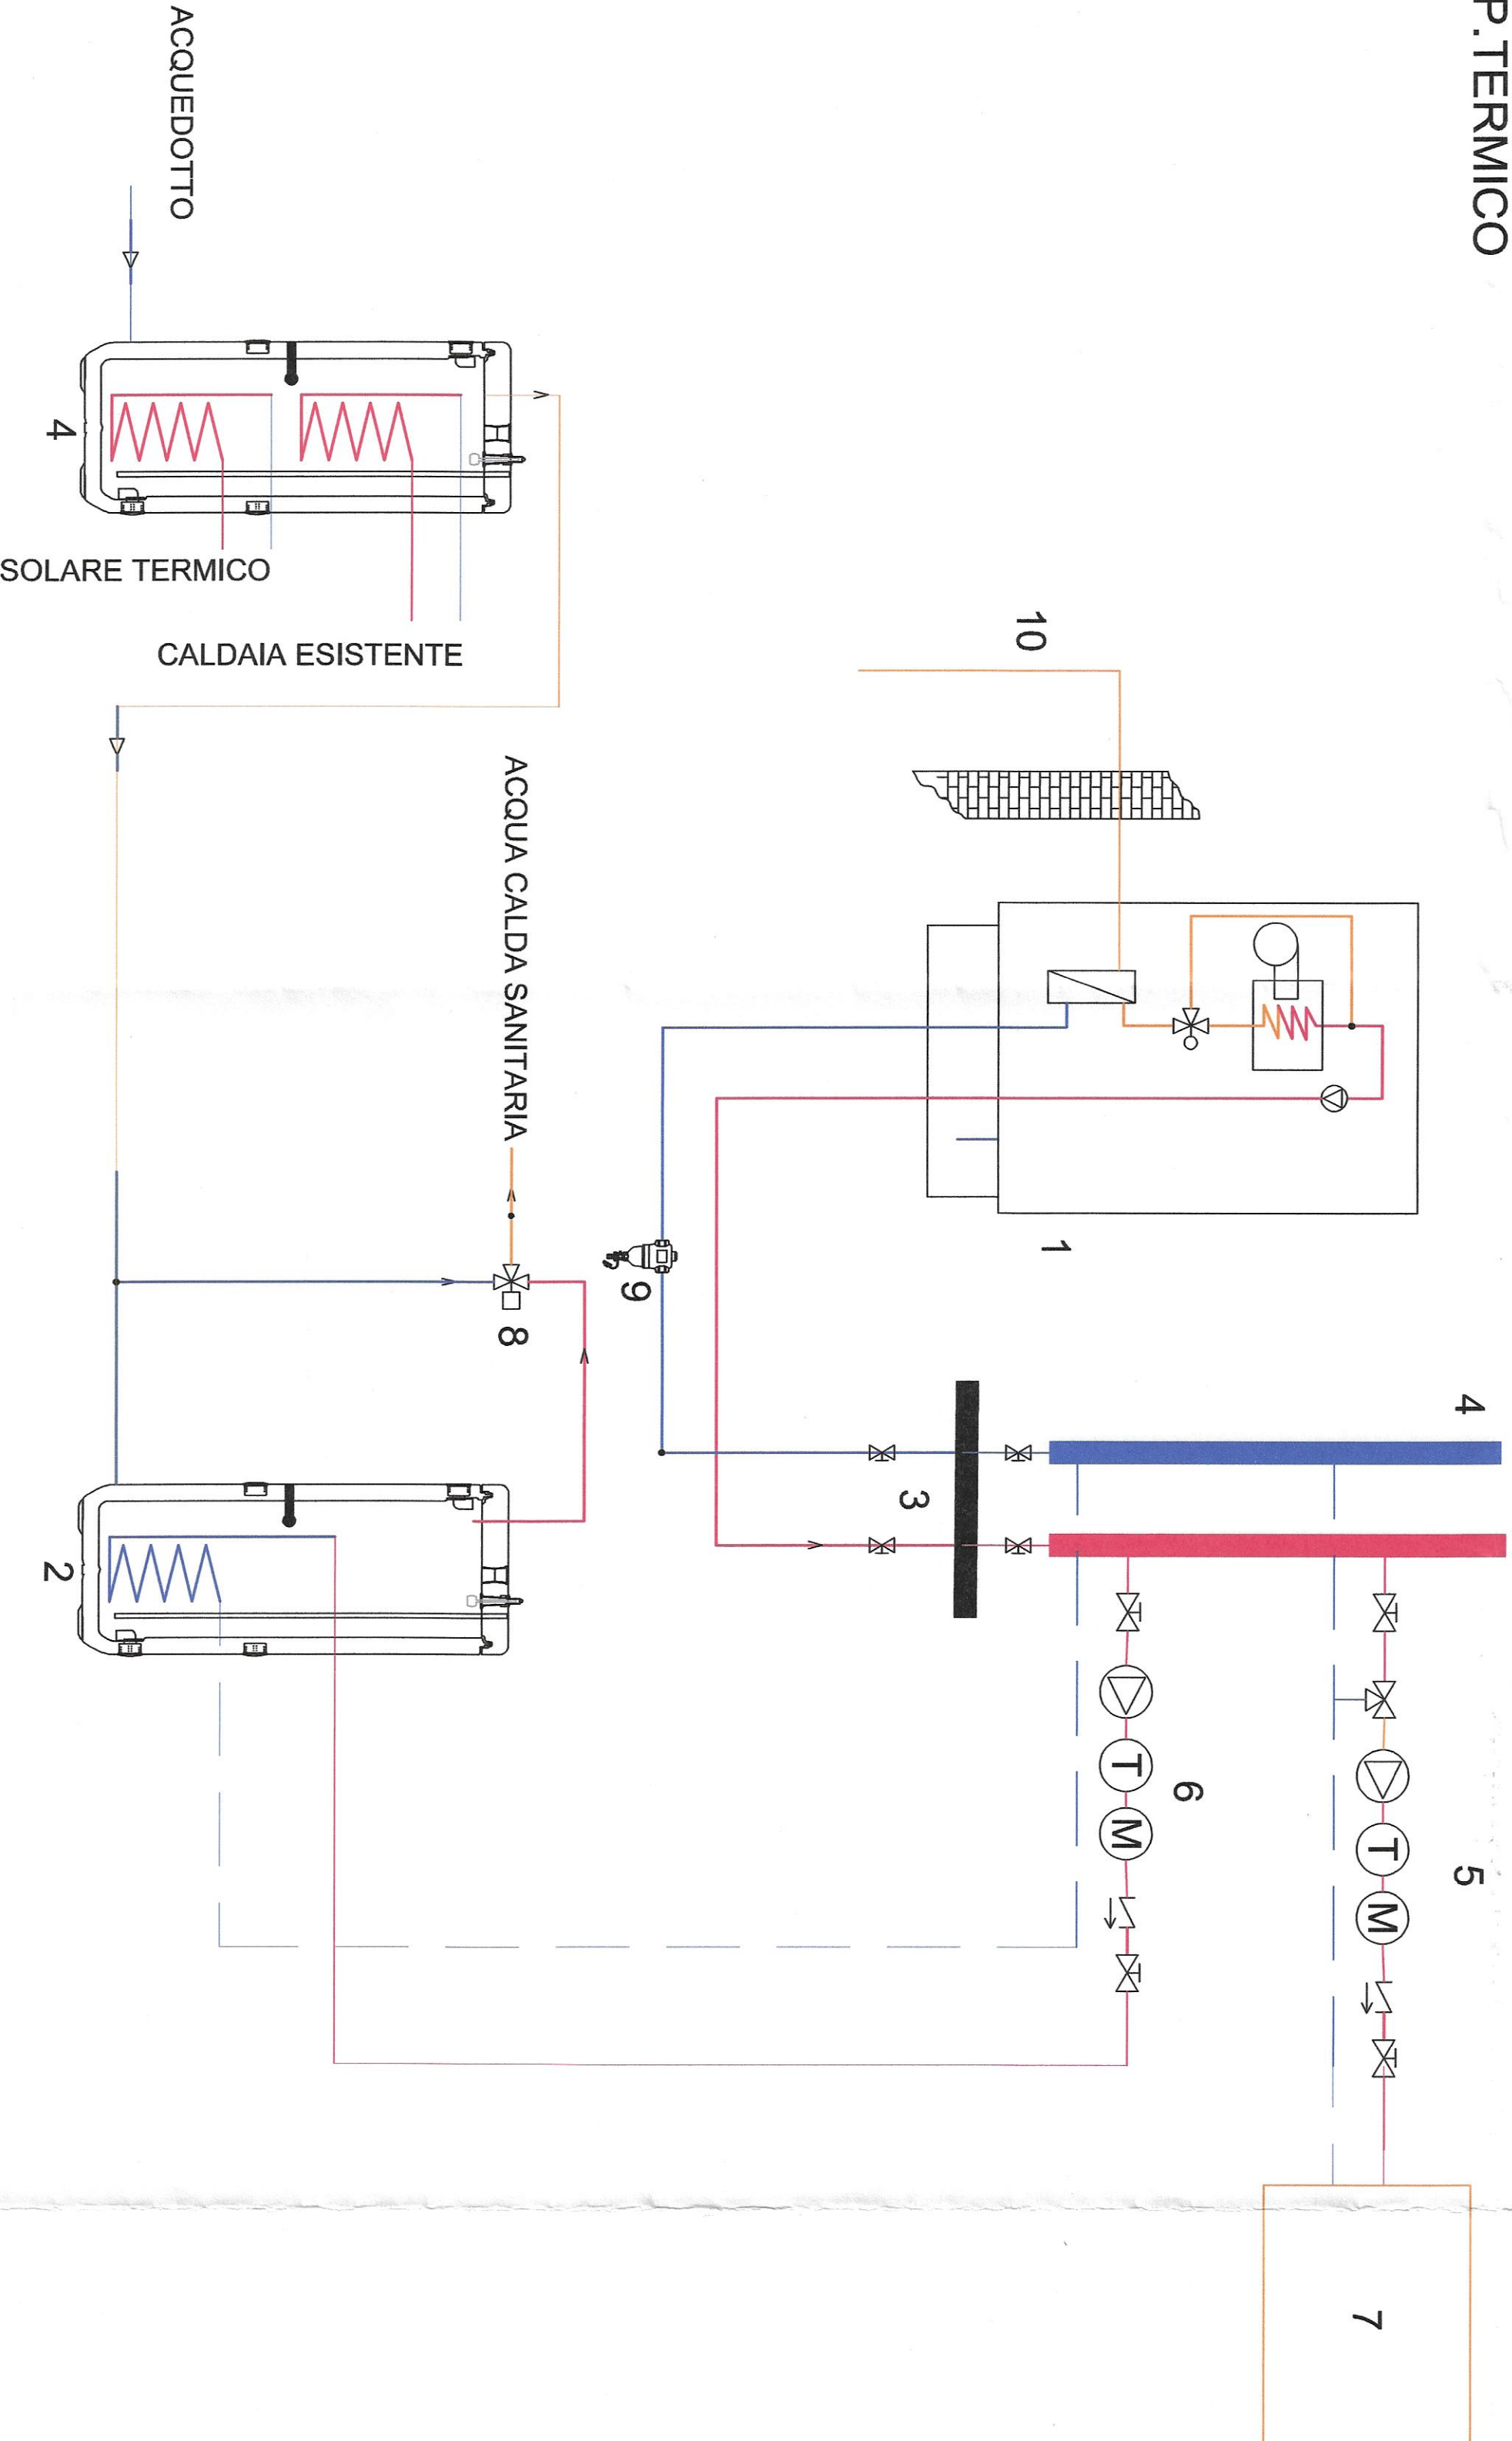 P.TERMICO
4
5
7
6
T
M
T
M
10
1
3
9
ACQUA CALDA SANITARIA
8
ACQUEDOTTO
4
SOLARE TERMICO
CALDAIA ESISTENTE
2